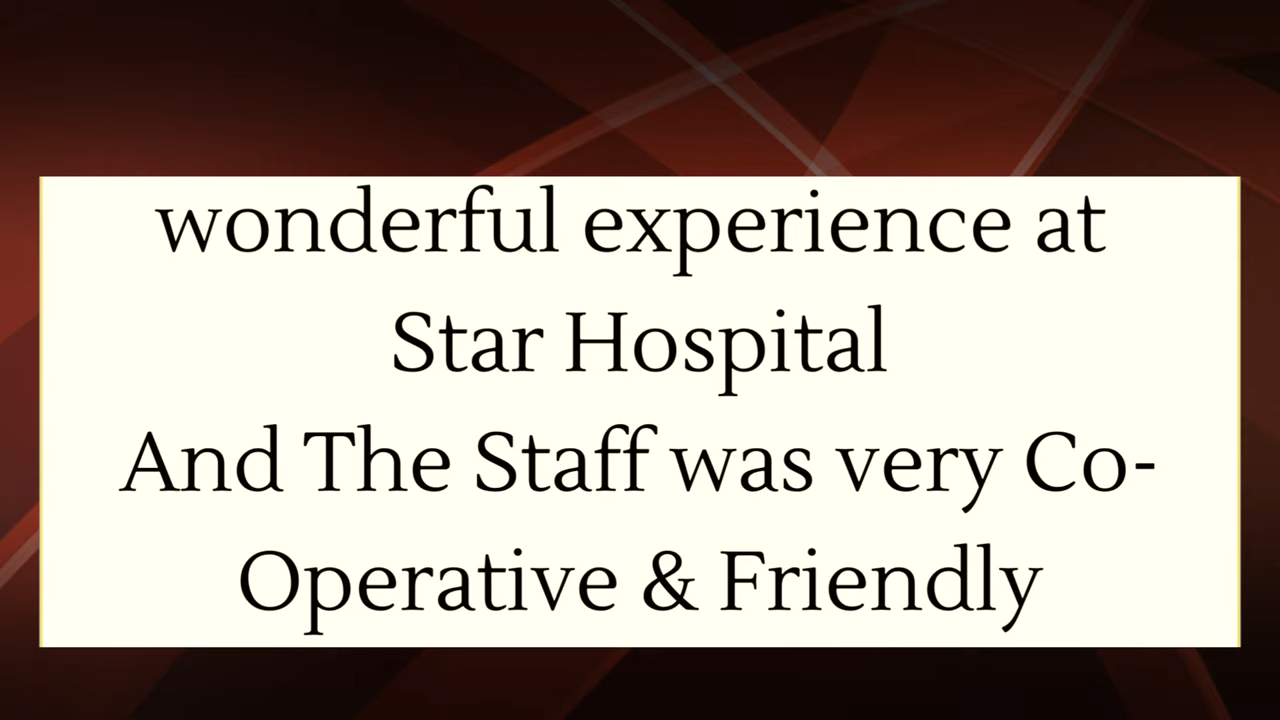 wonderful experience at
Star Hospital
And The Staff was very Co-
Operative & Friendly